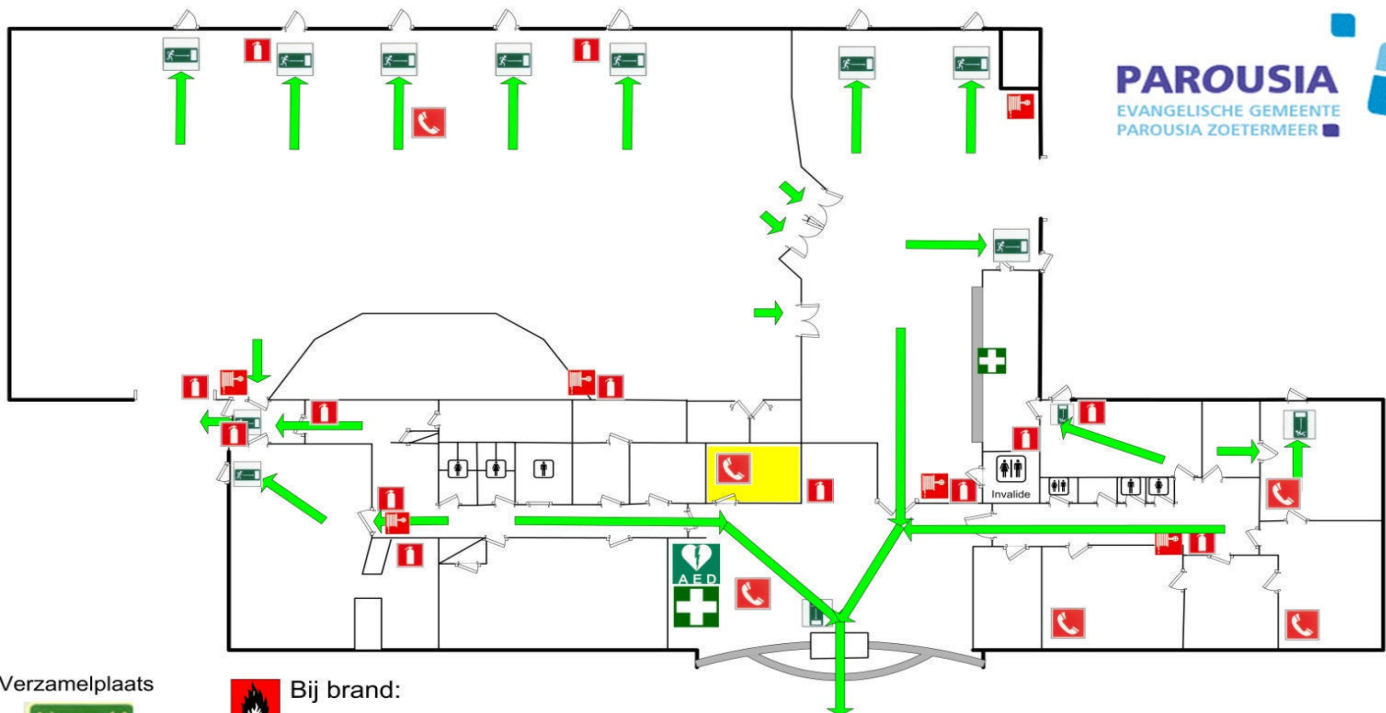 PAROUSIA
EVANGELISCHE GEMEENTE
PAROUSIA ZOETERMEER
Invalide
AED
Verzamelplaats
Bij brand: